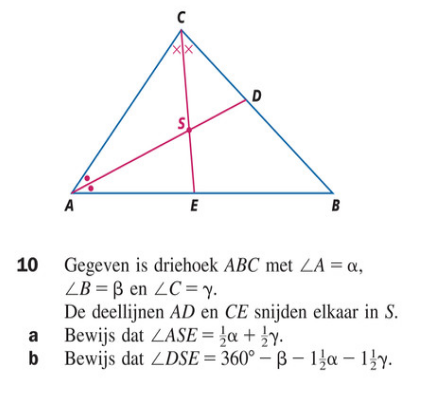 C
D
S
A
E
B
10 Gegeven is driehoek ABC met ∠A = α,
∠B = β en ∠C = γ.
De deellijnen AD en CE snijden elkaar in S.
a Bewijs dat ∠ASE = ½α + ½γ.
b Bewijs dat ∠DSE = 360° − β − 1½α − 1½γ.